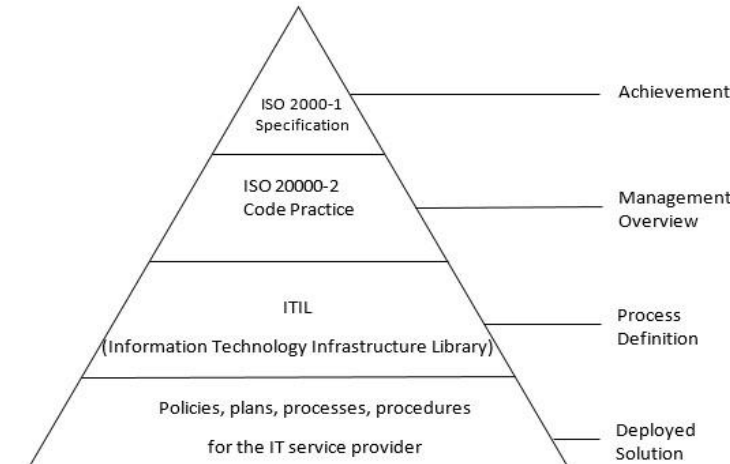 ISO 2000-1
Specification
Achievement
ISO 20000-2
Code Practice
Management
Overview
ITIL
(Information Technology Infrastructure Library)
Process
Definition
Policies, plans, processes, procedures
for the IT service provider
Deployed
Solution